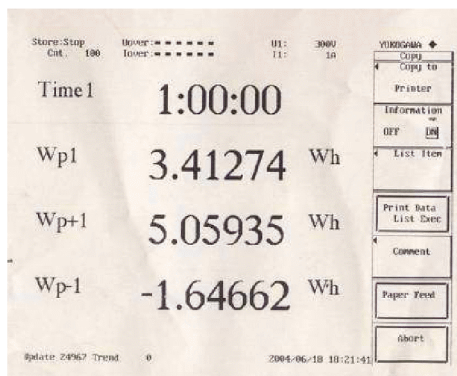 Store:Stop Uover:------ U1: 300V YOKOGAWA ◆
Cnt. 100 Iover:------ I1: 1A
Copy
Copy to
Printer
Time1 1:00:00
Information
OFF ON
Wp1 3.41274 Wh
List Item
Print Data
List Exec
Wp+1 5.05935 Wh
Comment
Wp-1 -1.64662 Wh
Paper Feed
Abort
Update 24967 Trend 0 2004/06/18 18:21:41